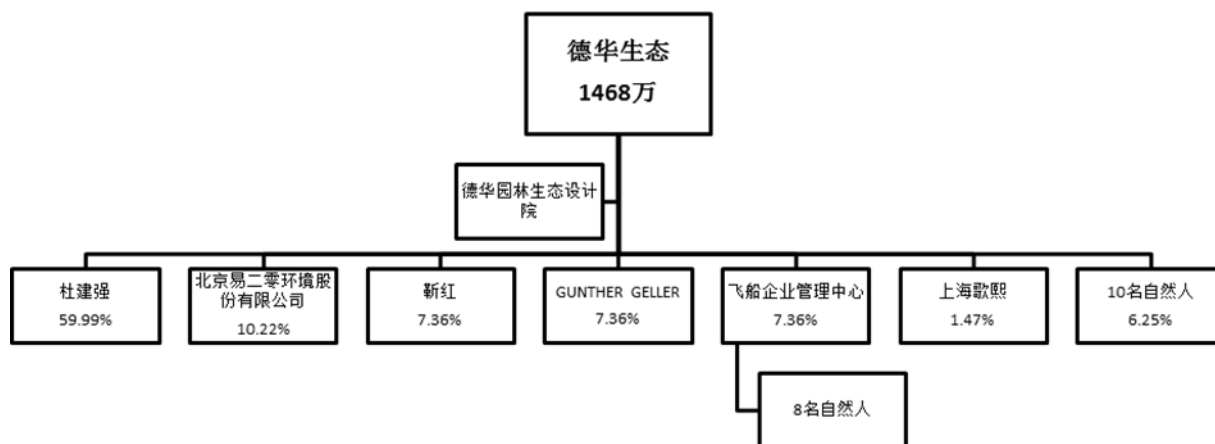 德华生态
1468万
德华园林生态设计
院
杜建强
59.99%
北京易二零环境股
份有限公司
10.22%
靳红
7.36%
GUNTHER GELLER
7.36%
飞船企业管理中心
7.36%
上海歌熙
1.47%
10名自然人
6.25%
8名自然人